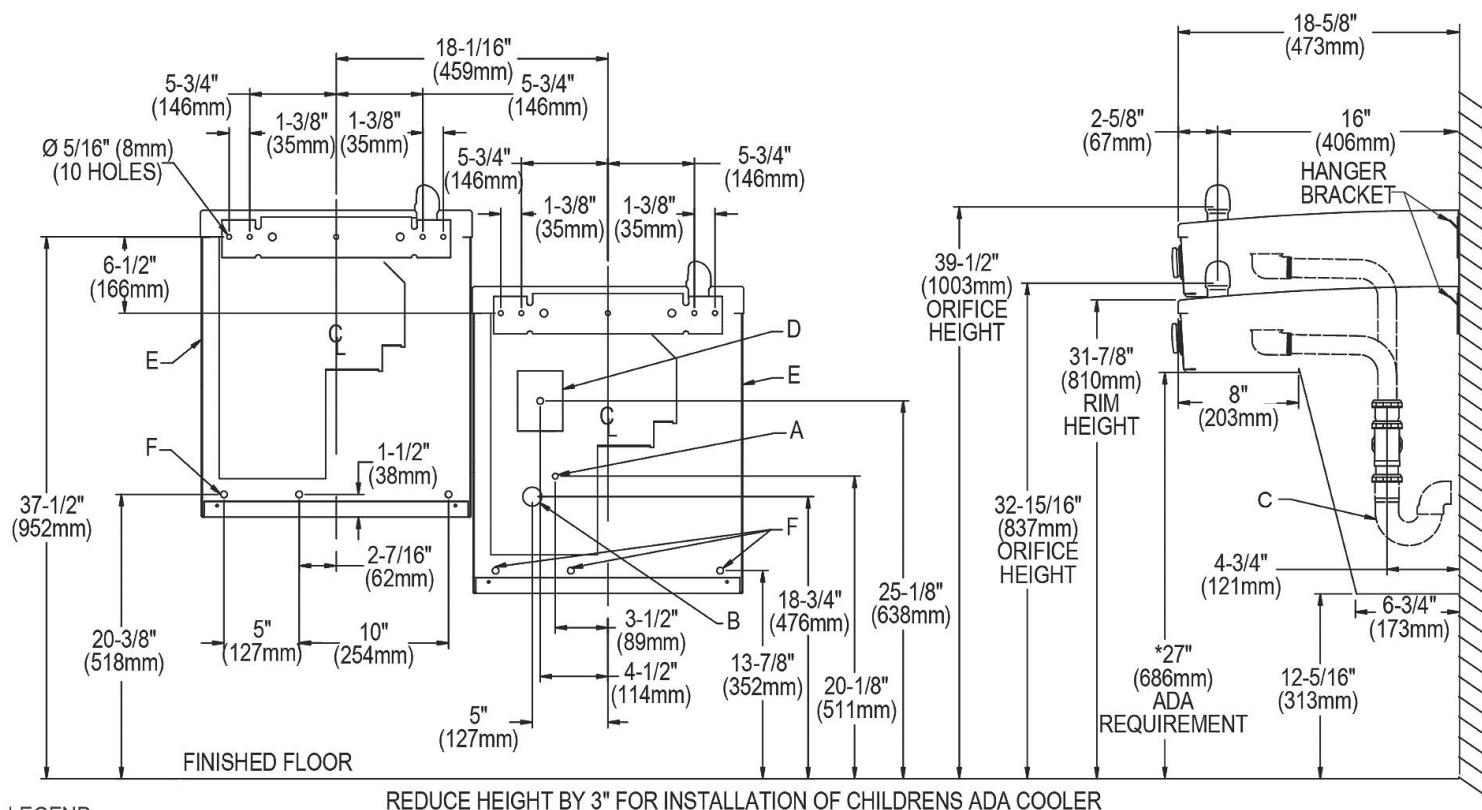 18-1/16"
(459mm)
5-3/4"
(146mm)
5-3/4"
(146mm)
1-3/8"
(35mm)
1-3/8"
(35mm)
Ø 5/16" (8mm)
(10 HOLES)
5-3/4"
(146mm)
5-3/4"
(146mm)
1-3/8"
(35mm)
1-3/8"
(35mm)
6-1/2"
(166mm)
E
F
CL
37-1/2"
(952mm)
1-1/2"
(38mm)
2-7/16"
(62mm)
20-3/8"
(518mm)
5"
(127mm)
10"
(254mm)
D
E
CL
A
F
B
3-1/2"
(89mm)
4-1/2"
(114mm)
5"
(127mm)
13-7/8"
(352mm)
18-3/4"
(476mm)
20-1/8"
(511mm)
25-1/8"
(638mm)
18-5/8"
(473mm)
2-5/8"
(67mm)
16"
(406mm)
HANGER
BRACKET
39-1/2"
(1003mm)
ORIFICE
HEIGHT
31-7/8"
(810mm)
RIM
HEIGHT
8"
(203mm)
32-15/16"
(837mm)
ORIFICE
HEIGHT
C
4-3/4"
(121mm)
6-3/4"
(173mm)
*27"
(686mm)
ADA
REQUIREMENT
12-5/16"
(313mm)
FINISHED FLOOR
REDUCE HEIGHT BY 3" FOR INSTALLATION OF CHILDRENS ADA COOLER
LEGEND